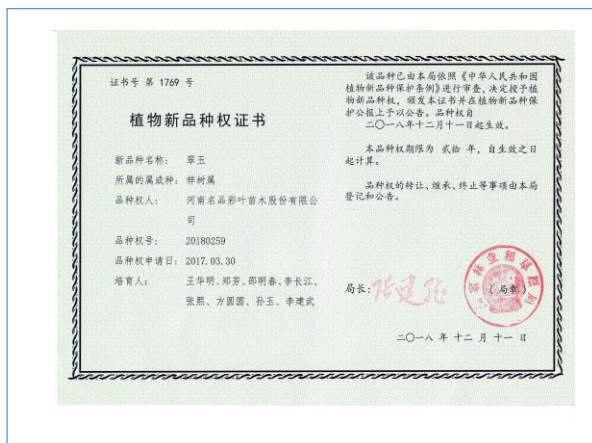 证书号 第 1769 号
植物新品种权证书
新品种名称： 翠玉
所属的属或种： 梓树属
品种权人： 河南名品彩叶苗木股份有限公
司
品种权号： 20180259
品种权申请日： 2017.03.30
培育人： 王华明、郑芳、邵明春、李长江、
张熙、方圆圆、孙玉、李建武
该品种已由本局依照《中华人民共和国
植物新品种保护条例》进行审查，决定授予植
物新品种权，颁发本证书并在植物新品种保
护公报上予以公告。品种权自
二〇一八年十二月十一日起生效。
本品种权期限为 贰拾 年，自生效之日
起计算。
品种权的转让、继承、终止等事项由本局
登记和公告。
局长：张建龙
（局章）
二〇一八 年 十二 月 十一 日